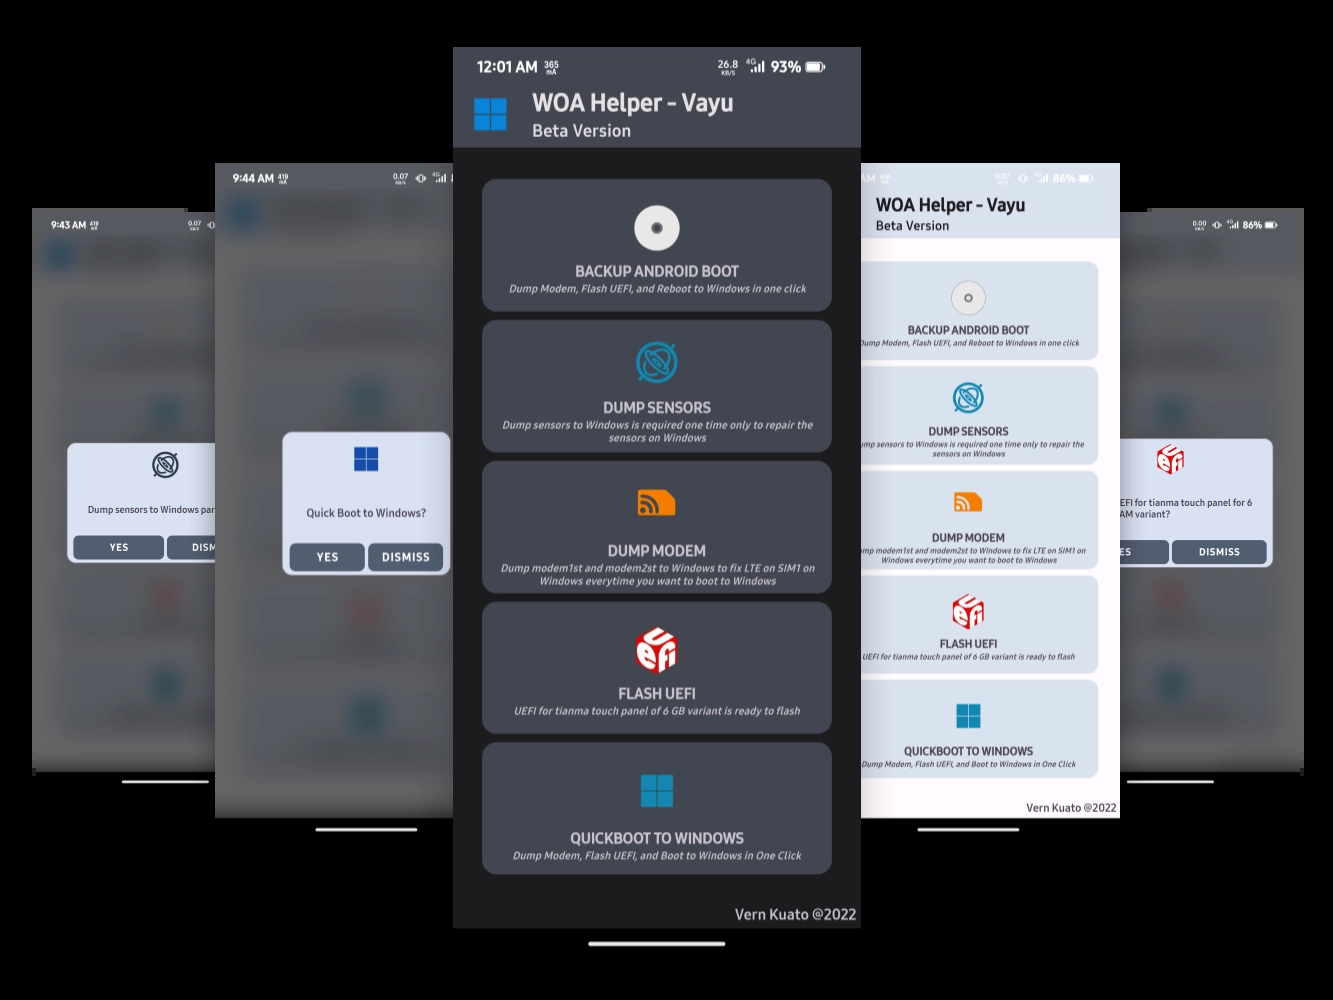 9:43 AM 419 mA
0.07 KB/S
Dump sensors to Windows
YES
9:44 AM 419 mA
0.07 KB/S 4G
Quick Boot to Windows?
YES DISMISS
12:01 AM 365 mA 26.8 KB/S 4G 93%
WOA Helper - Vayu
Beta Version
BACKUP ANDROID BOOT
Dump Modem, Flash UEFI, and Reboot to Windows in one click
DUMP SENSORS
Dump sensors to Windows is required one time only to repair the
sensors on Windows
DUMP MODEM
Dump modem1st and modem2st to Windows to fix LTE on SIM1 on
Windows everytime you want to boot to Windows
FLASH UEFI
UEFI for tianma touch panel of 6 GB variant is ready to flash
QUICKBOOT TO WINDOWS
Dump Modem, Flash UEFI, and Boot to Windows in One Click
Vern Kuato @2022
AM 0.07 KB/S 4G 86%
WOA Helper - Vayu
Beta Version
BACKUP ANDROID BOOT
Dump Modem, Flash UEFI, and Reboot to Windows in one click
DUMP SENSORS
sensors to Windows is required one time only to repair the
sensors on Windows
DUMP MODEM
modem1st and modem2st to Windows to fix LTE on SIM1 on
Windows everytime you want to boot to Windows
FLASH UEFI
UEFI for tianma touch panel of 6 GB variant is ready to flash
QUICKBOOT TO WINDOWS
Dump Modem, Flash UEFI, and Boot to Windows in One Click
Vern Kuato @2022
0.00 KB/S 4G 86%
for tianma touch panel for 6
variant?
DISMISS